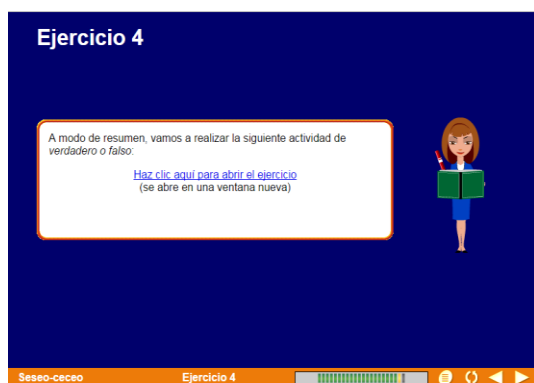 Ejercicio 4
A modo de resumen, vamos a realizar la siguiente actividad de
verdadero o falso:
Haz clic aquí para abrir el ejercicio
(se abre en una ventana nueva)
Seseo-ceceo Ejercicio 4